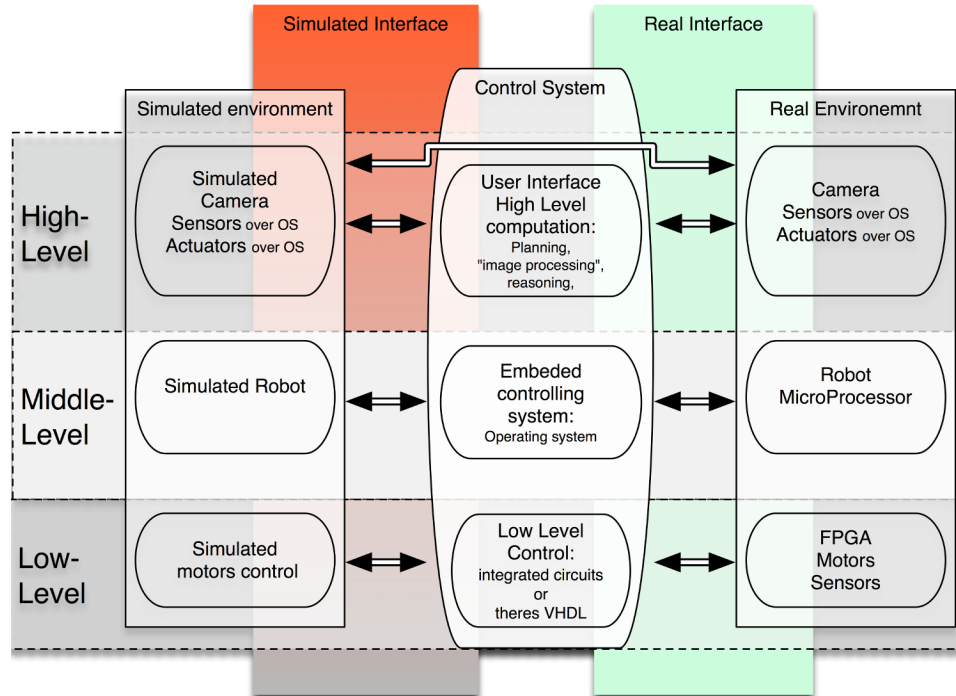 Simulated Interface
Real Interface
Control System
Simulated environment
Real Environemnt
High-
Level
Simulated
Camera
Sensors over OS
Actuators over OS
User Interface
High Level
computation:
Planning,
"image processing",
reasoning,
Camera
Sensors over OS
Actuators over OS
Middle-
Level
Simulated Robot
Embeded
controlling
system:
Operating system
Robot
MicroProcessor
Low-
Level
Simulated
motors control
Low Level
Control:
integrated circuits
or
theres VHDL
FPGA
Motors
Sensors